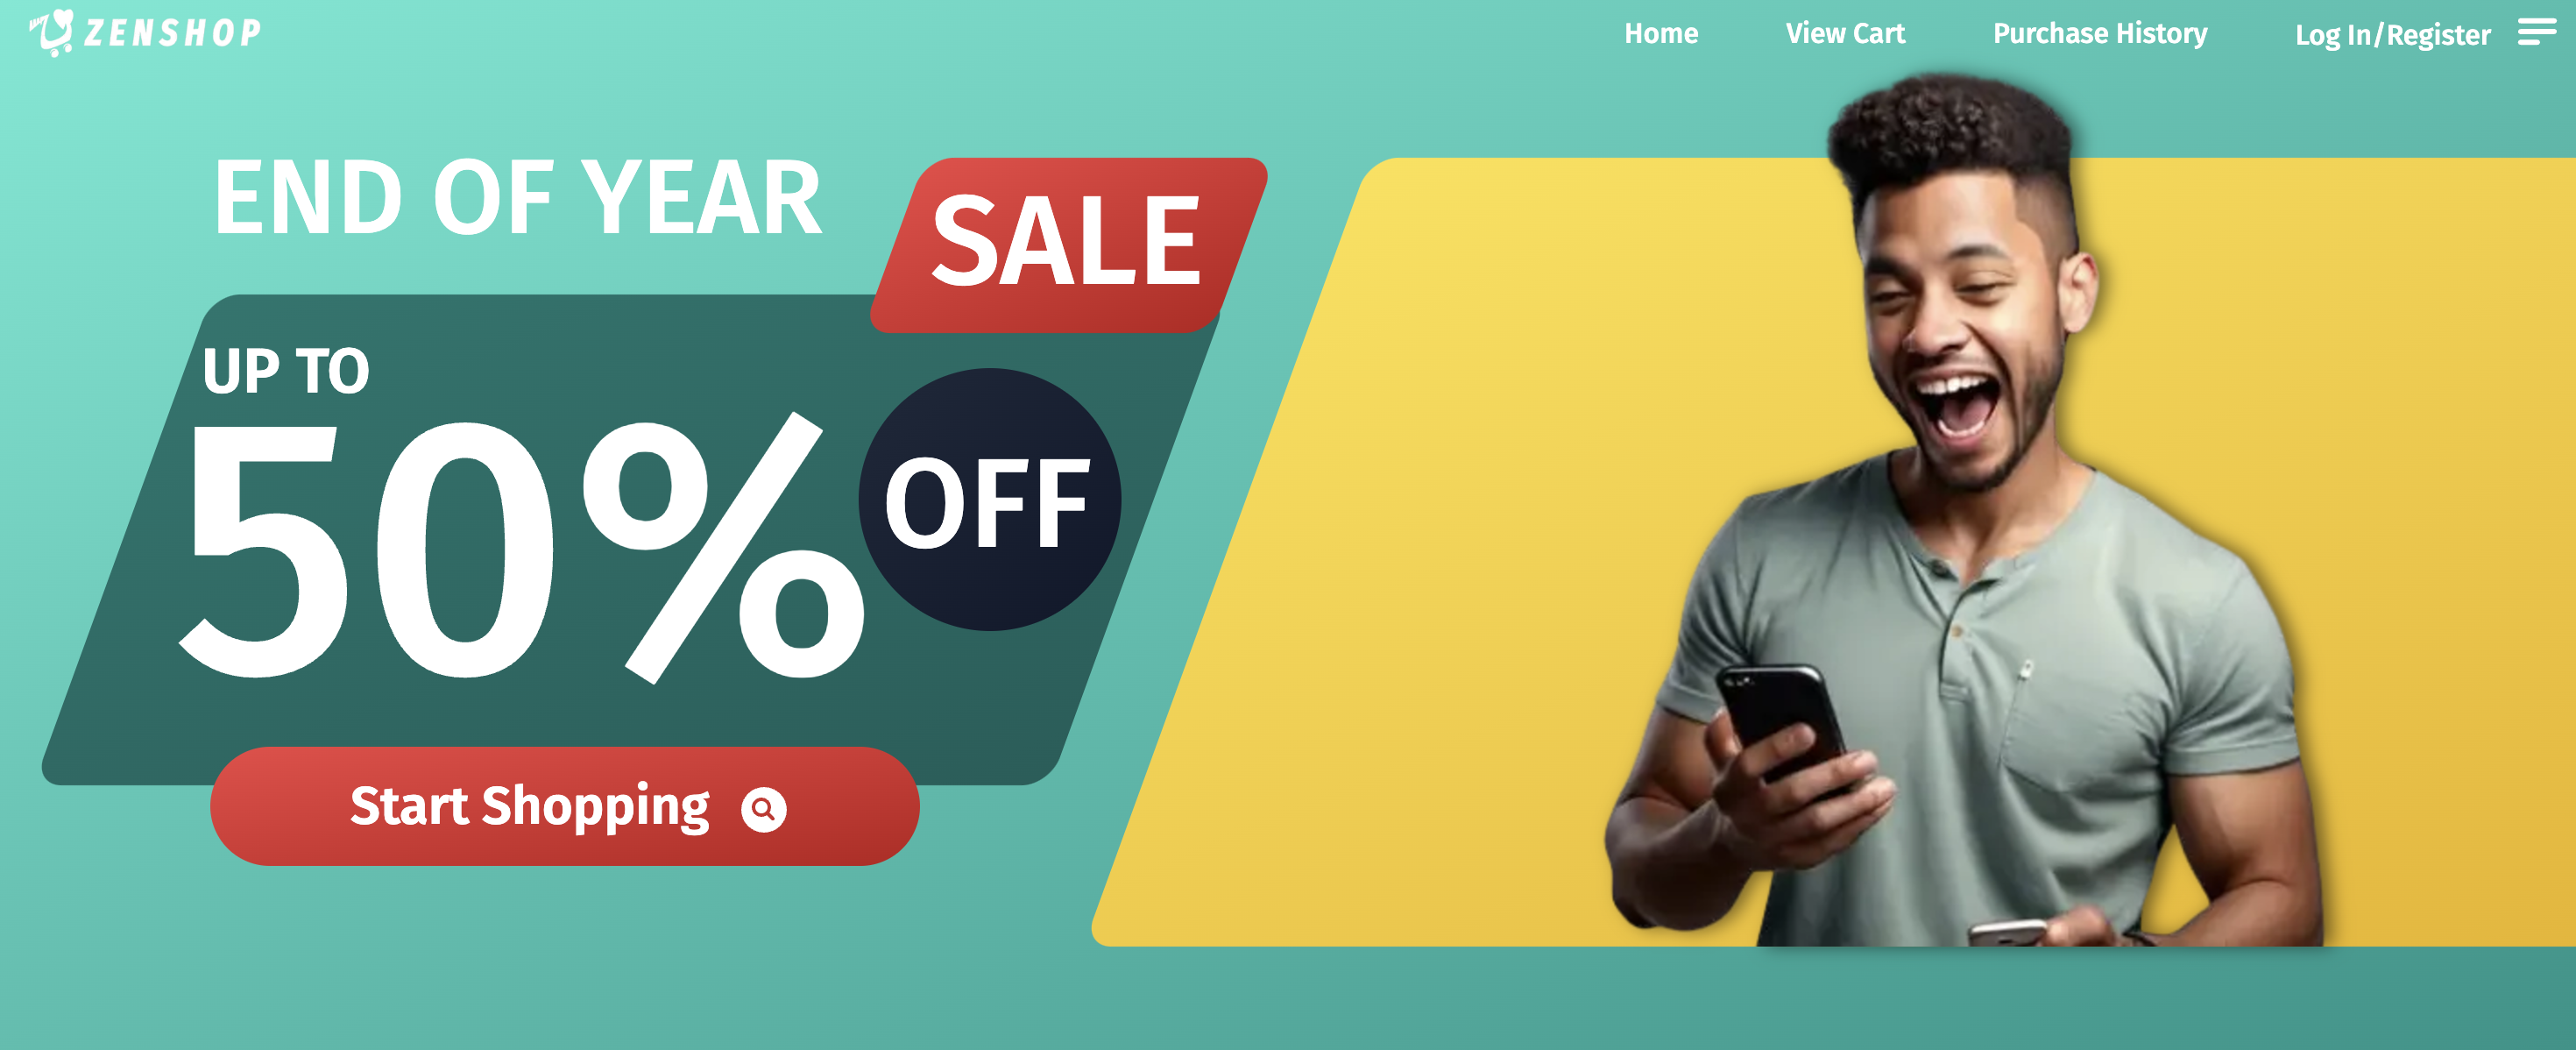 ZENSHOP
Home
View Cart
Purchase History
Log In/Register
END OF YEAR
SALE
UP TO
50%
OFF
Start Shopping